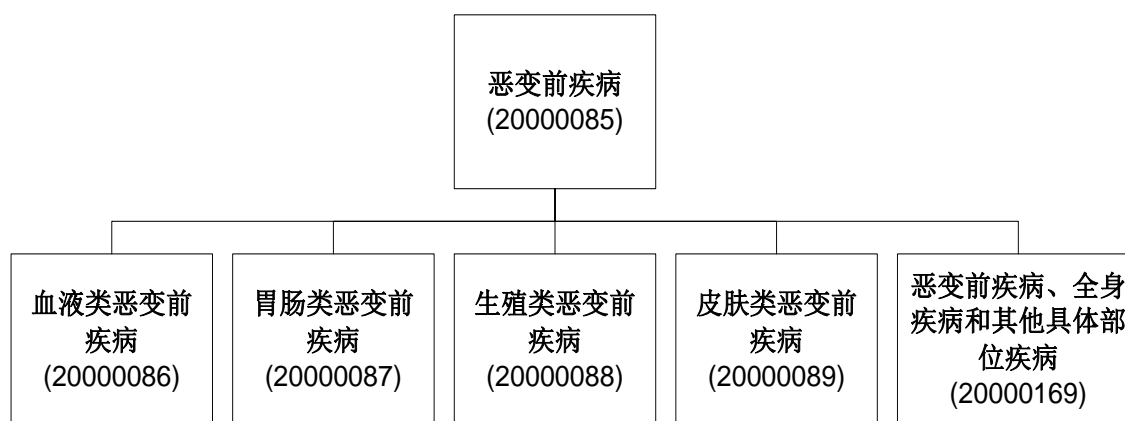 恶变前疾病
(20000085)
血液类恶变前
疾病
(20000086)
胃肠类恶变前
疾病
(20000087)
生殖类恶变前
疾病
(20000088)
皮肤类恶变前
疾病
(20000089)
恶变前疾病、全身
疾病和其他具体部
位疾病
(20000169)